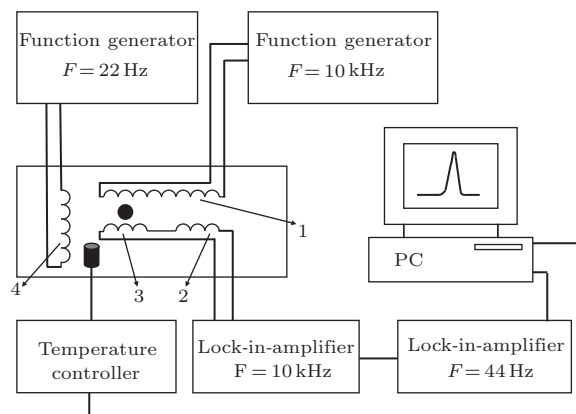 Function generator
F = 22 Hz
Function generator
F = 10 kHz
1
2
3
4
PC
Temperature
controller
Lock-in-amplifier
F = 10 kHz
Lock-in-amplifier
F = 44 Hz